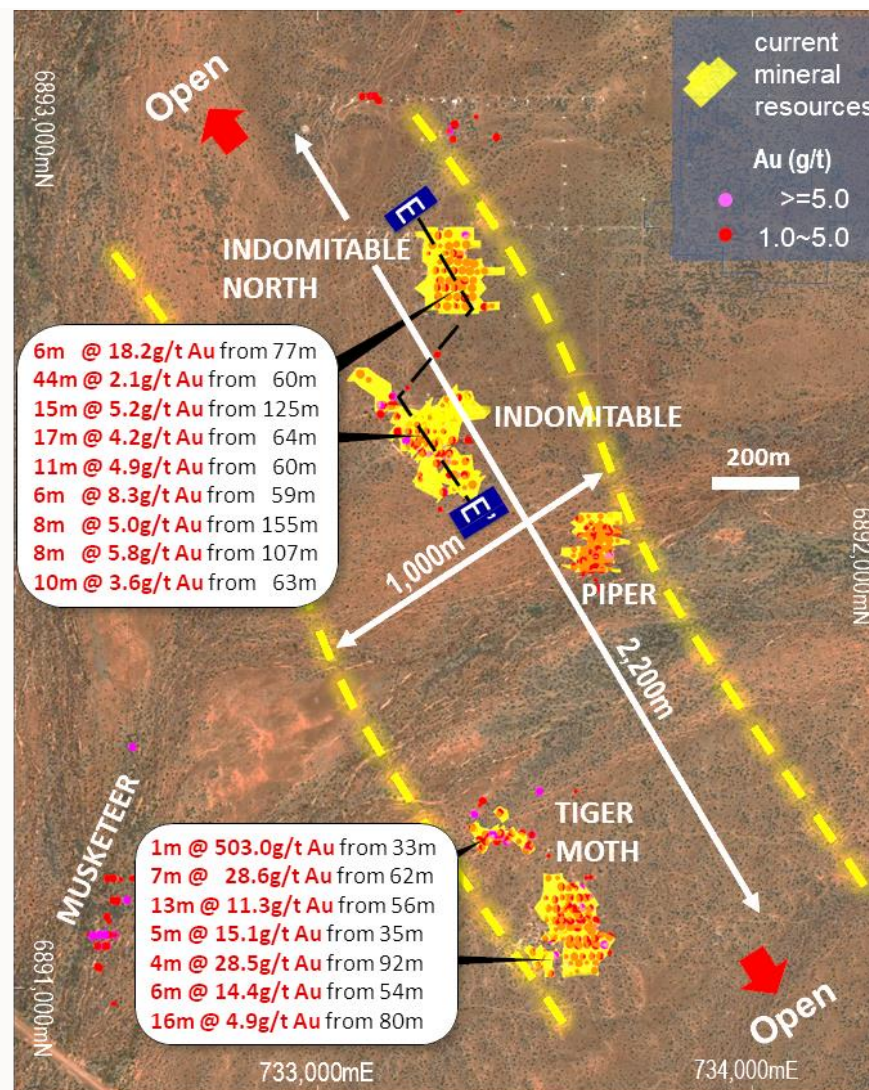 current
mineral
resources
Au (g/t)
>=5.0
1.0~5.0
6893,000mN
Open
E
INDOMITABLE
NORTH
6m @ 18.2g/t Au from 77m
44m @ 2.1g/t Au from 60m
15m @ 5.2g/t Au from 125m
17m @ 4.2g/t Au from 64m
11m @ 4.9g/t Au from 60m
6m @ 8.3g/t Au from 59m
8m @ 5.0g/t Au from 155m
8m @ 5.8g/t Au from 107m
10m @ 3.6g/t Au from 63m
INDOMITABLE
200m
E'
1,000m
6892,000mN
PIPER
2,200m
MUSKETEER
TIGER
MOTH
1m @ 503.0g/t Au from 33m
7m @ 28.6g/t Au from 62m
13m @ 11.3g/t Au from 56m
5m @ 15.1g/t Au from 35m
4m @ 28.5g/t Au from 92m
6m @ 14.4g/t Au from 54m
16m @ 4.9g/t Au from 80m
6891,000mN
Open
733,000mE
734,000mE